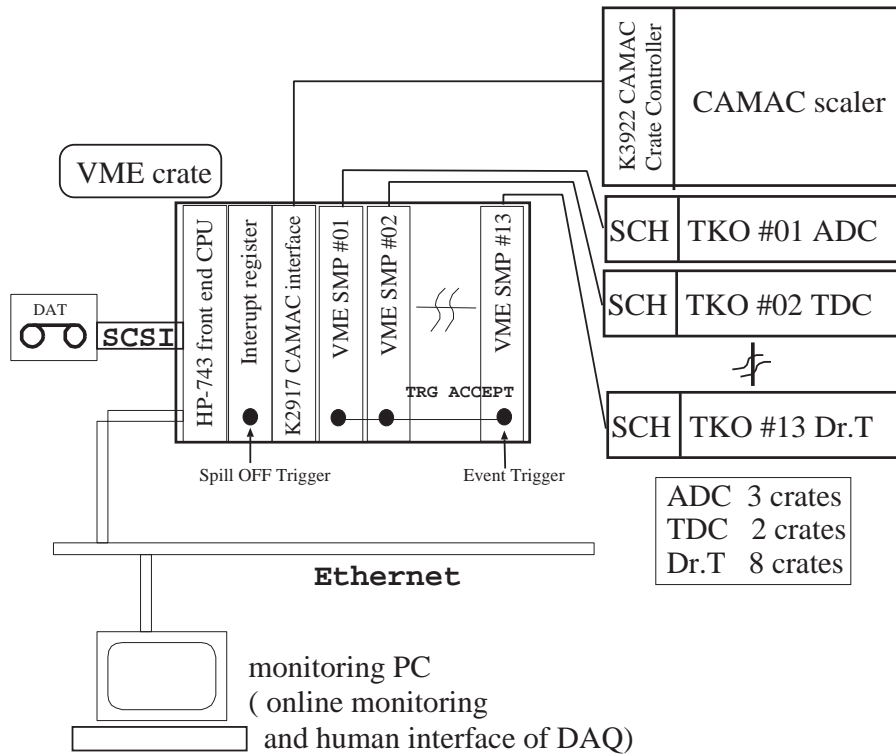 K3922 CAMAC
Crate Controller
CAMAC scaler
VME crate
HP-743 front end CPU
Interupt register
K2917 CAMAC interface
VME SMP #01
VME SMP #02
VME SMP #13
SCH
TKO #01 ADC
SCH
TKO #02 TDC
SCH
TKO #13 Dr.T
DAT
SCSI
TRG ACCEPT
Spill OFF Trigger
Event Trigger
ADC 3 crates
TDC 2 crates
Dr.T 8 crates
Ethernet
monitoring PC
( online monitoring
and human interface of DAQ)